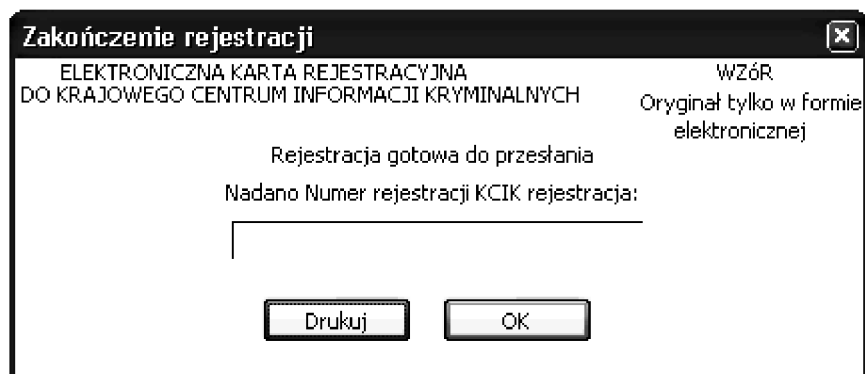 Zakończenie rejestracji
ELEKTRONICZNA KARTA REJESTRACYJNA
DO KRAJOWEGO CENTRUM INFORMACJI KRYMINALNYCH
WZóR
Oryginał tylko w formie
elektronicznej
Rejestracja gotowa do przesłania
Nadano Numer rejestracji KCIK rejestracja:
Drukuj
OK